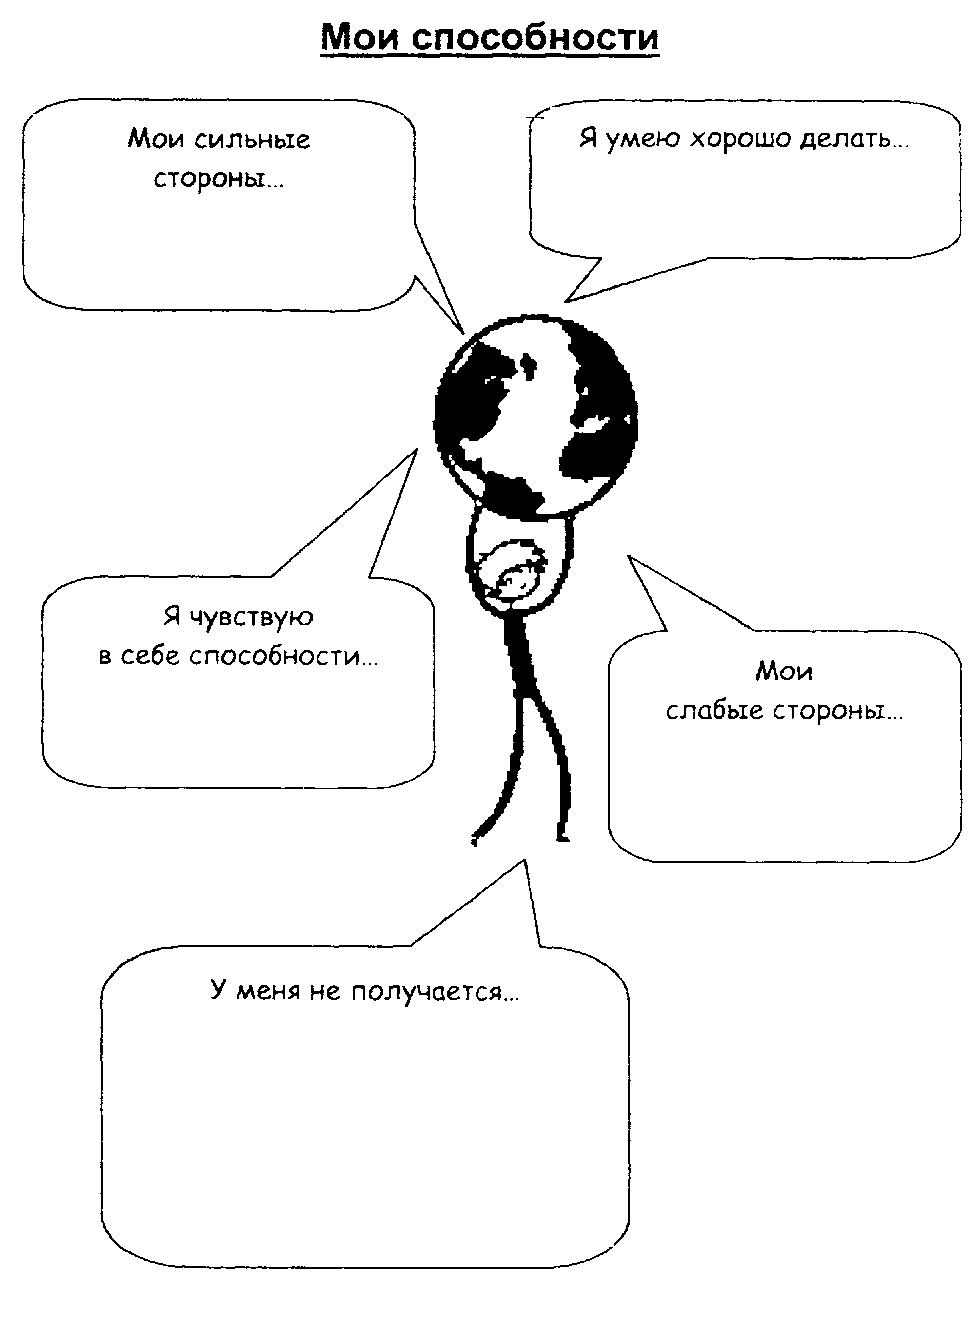 Мои способности
Мои сильные
стороны...
Я умею хорошо делать...
Я чувствую
в себе способности...
Мои
слабые стороны...
У меня не получается...